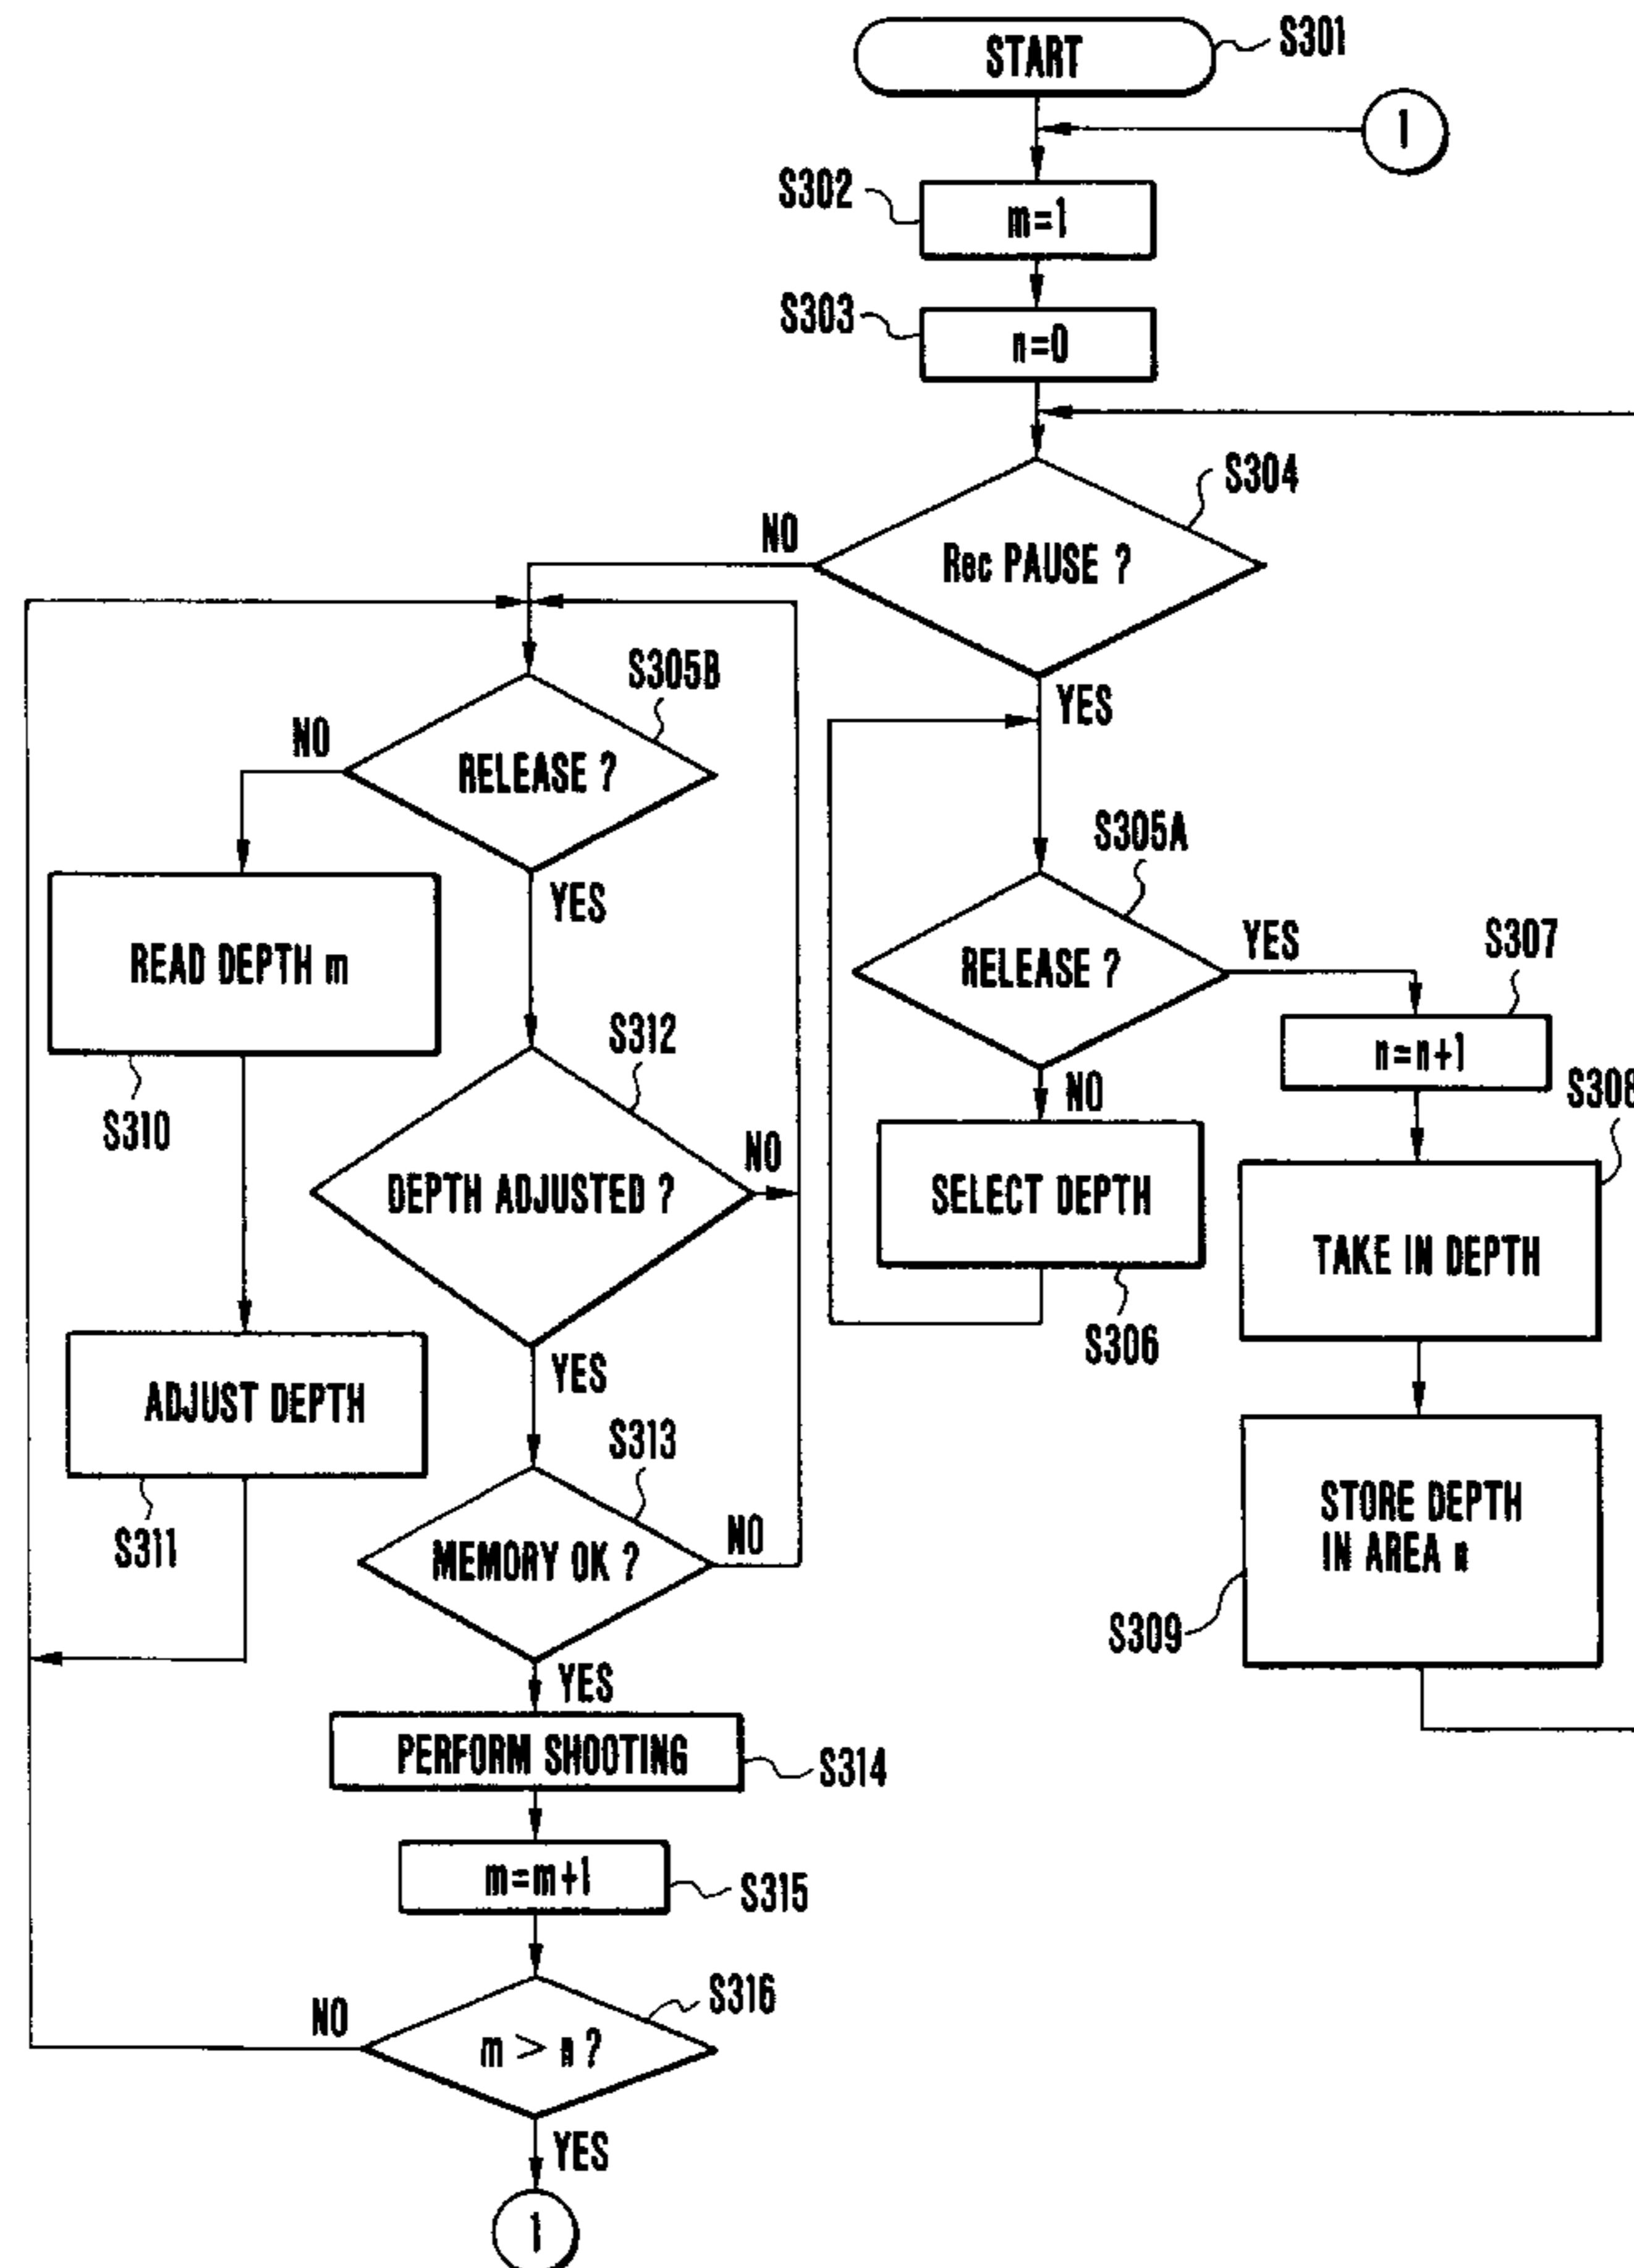 START
S301
1
S302
m=1
S303
n=0
S304
Rec PAUSE ?
NO
YES
S305B
RELEASE ?
NO
YES
S305A
RELEASE ?
YES
NO
S307
n=n+1
READ DEPTH m
S310
S312
DEPTH ADJUSTED ?
NO
YES
SELECT DEPTH
S306
S308
TAKE IN DEPTH
ADJUST DEPTH
S311
S313
MEMORY OK ?
NO
YES
STORE DEPTH
IN AREA n
S309
PERFORM SHOOTING
S314
m=m+1
S315
S316
m > n ?
NO
YES
1